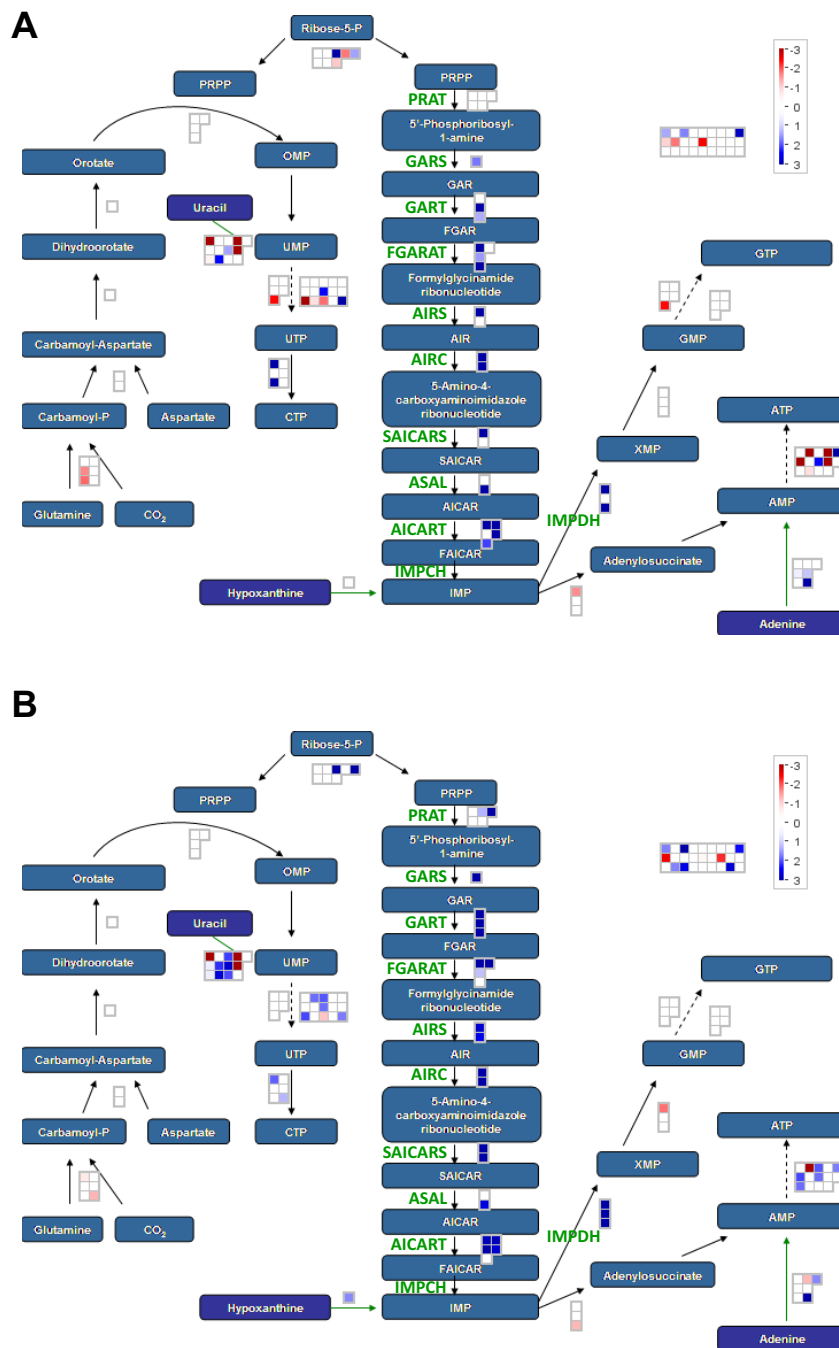 A
Ribose-5-P
PRPP
PRPP
PRAT
5'-Phosphoribosyl-
1-amine
Orotate
OMP
GARS
GAR
Uracil
GART
Dihydroorotate
UMP
FGAR
FGARAT
GTP
Formylglycinamide
ribonucleotide
AIRS
Carbamoyl-Aspartate
UTP
AIR
GMP
AIRC
5-Amino-4-
carboxyaminoimidazole
ribonucleotide
Carbamoyl-P
Aspartate
CTP
ATP
SAICARS
SAICAR
XMP
ASAL
Glutamine
CO2
AICAR
AMP
AICART
IMPDH
FAICAR
Adenylosuccinate
IMPCH
Hypoxanthine
IMP
Adenine
-3
-2
-1
0
1
2
3
B
Ribose-5-P
PRPP
PRPP
PRAT
5'-Phosphoribosyl-
1-amine
Orotate
OMP
GARS
GAR
Uracil
GART
Dihydroorotate
UMP
FGAR
FGARAT
GTP
Formylglycinamide
ribonucleotide
AIRS
Carbamoyl-Aspartate
UTP
AIR
GMP
AIRC
5-Amino-4-
carboxyaminoimidazole
ribonucleotide
Carbamoyl-P
Aspartate
CTP
ATP
SAICARS
SAICAR
XMP
ASAL
Glutamine
CO2
AICAR
AMP
AICART
IMPDH
FAICAR
Adenylosuccinate
IMPCH
Hypoxanthine
IMP
Adenine
-3
-2
-1
0
1
2
3